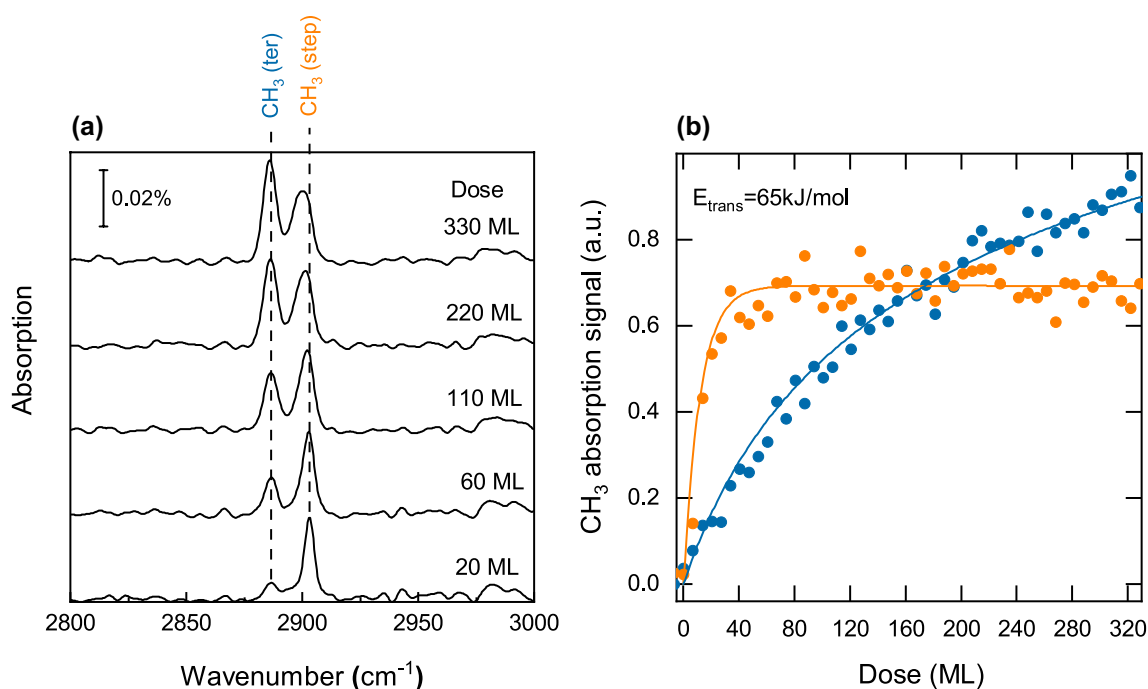 CH₃ (ter)
CH₃ (step)
(a)
0.02%
Dose
330 ML
220 ML
110 ML
60 ML
20 ML
Absorption
2800 2850 2900 2950 3000
Wavenumber (cm⁻¹)
(b)
E_trans=65kJ/mol
0.8
0.6
0.4
0.2
0.0
CH₃ absorption signal (a.u.)
0 40 80 120 160 200 240 280 320
Dose (ML)